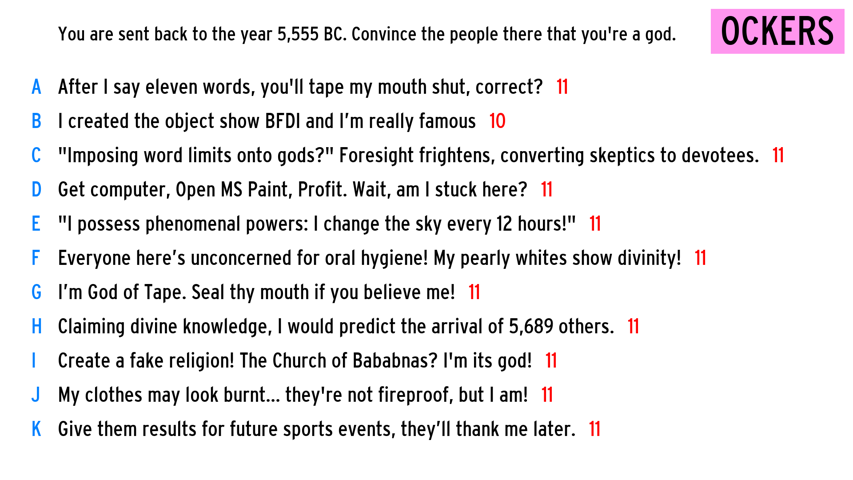 You are sent back to the year 5,555 BC. Convince the people there that you're a god.
OCKERS
A After I say eleven words, you'll tape my mouth shut, correct? 11
B I created the object show BFDI and I’m really famous 10
C "Imposing word limits onto gods?" Foresight frightens, converting skeptics to devotees. 11
D Get computer, Open MS Paint, Profit. Wait, am I stuck here? 11
E "I possess phenomenal powers: I change the sky every 12 hours!" 11
F Everyone here’s unconcerned for oral hygiene! My pearly whites show divinity! 11
G I’m God of Tape. Seal thy mouth if you believe me! 11
H Claiming divine knowledge, I would predict the arrival of 5,689 others. 11
I Create a fake religion! The Church of Bababnas? I'm its god! 11
J My clothes may look burnt... they're not fireproof, but I am! 11
K Give them results for future sports events, they’ll thank me later. 11